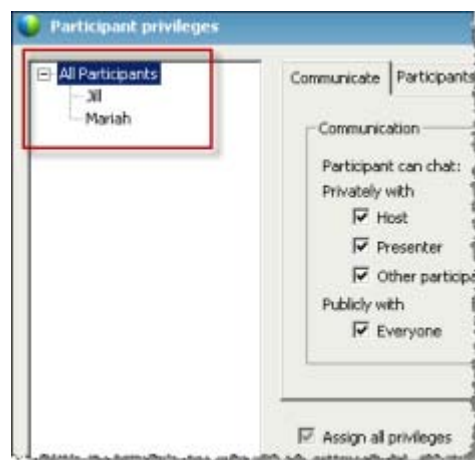 Participant privileges
All Participants
Jill
Mariah
Communicate Participants
Communication
Participant can chat:
Privately with
Host
Presenter
Other
Publicly with
Everyone
Assign all privileges